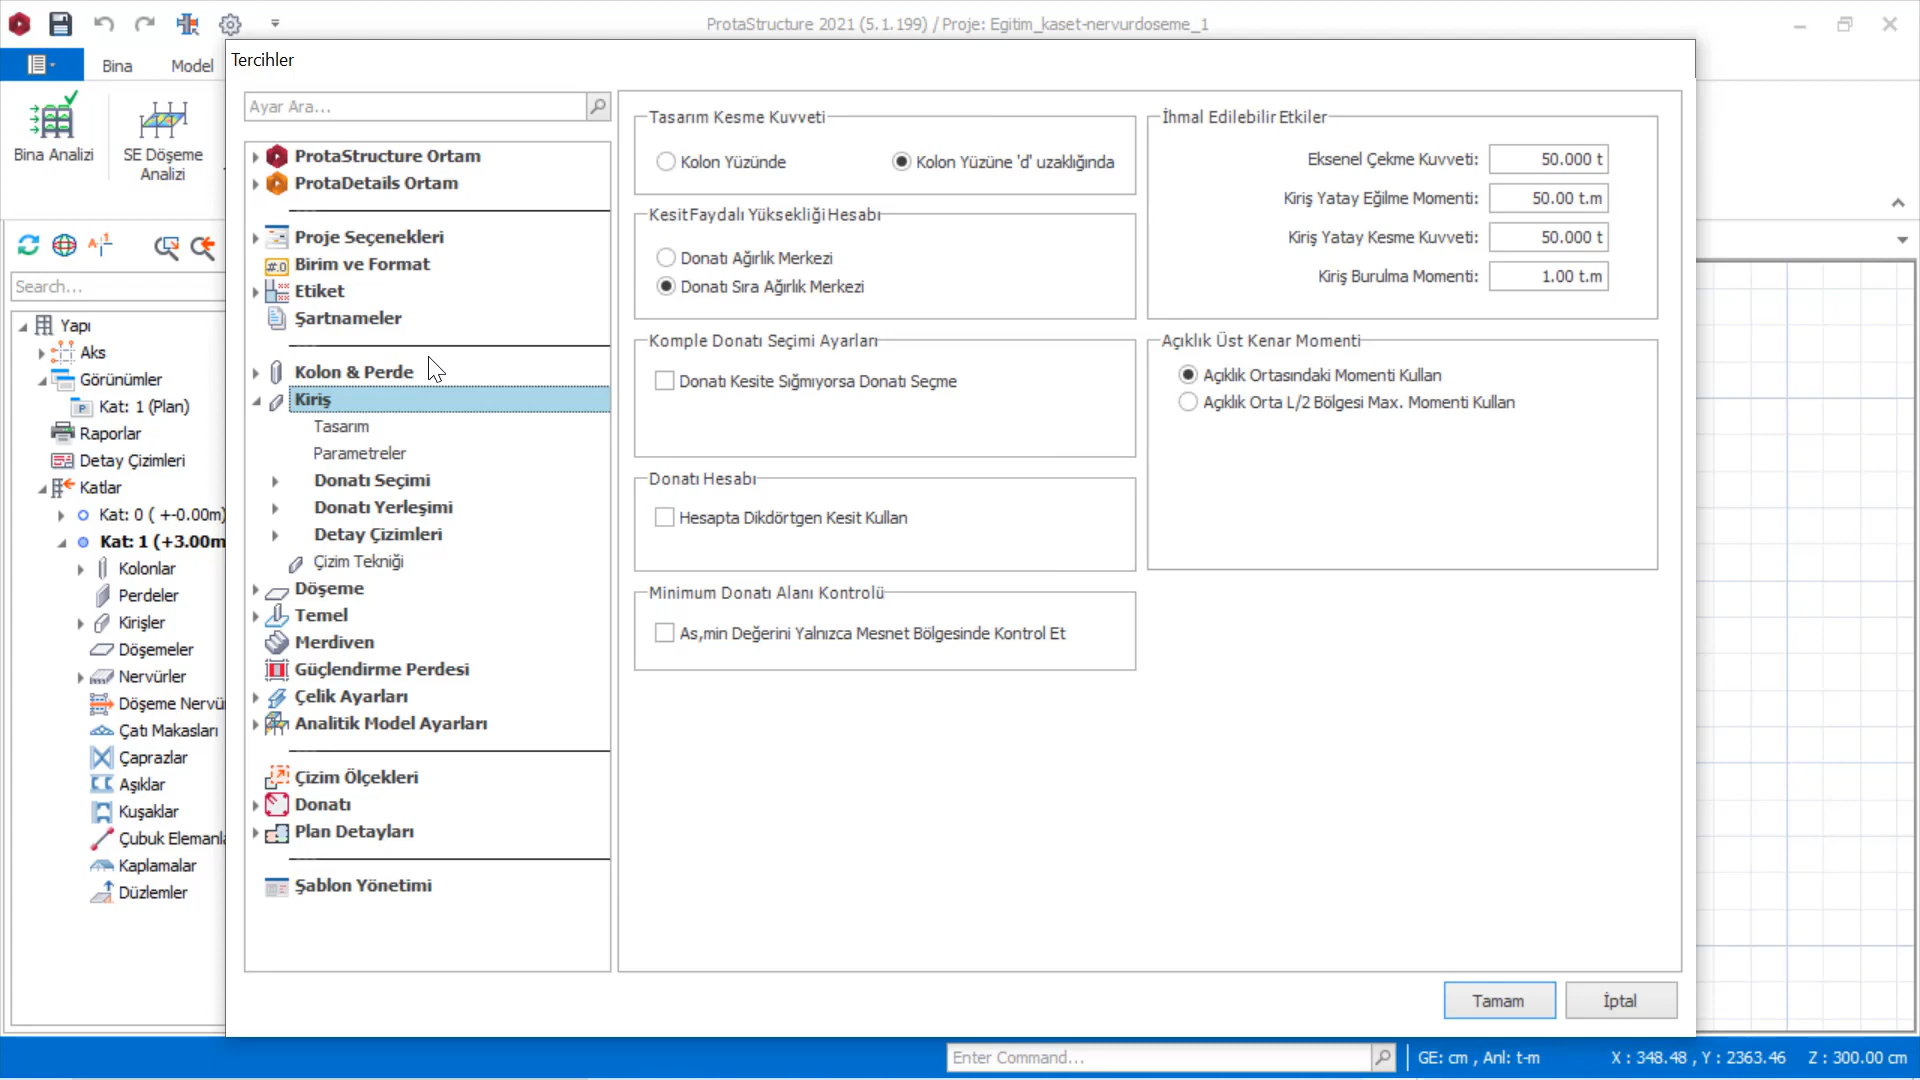 ProtaStructure 2021 (5.1.199) / Proje: Egitim_kaset-nervurdoseme_1
Bina
Model
Bina Analizi
SE Döşeme
Analizi
Search...
Yapı
Aks
Görünümler
Kat: 1 (Plan)
Raporlar
Detay Çizimleri
Katlar
Kat: 0 ( +-0.00m)
Kat: 1 (+3.00m
Kolonlar
Perdeler
Kirişler
Döşemeler
Nervürler
Döşeme Nervür
Çatı Makasları
Çaprazlar
Aşıklar
Kuşaklar
Çubuk Elemanla
Kaplamalar
Düzlemler
Tercihler
Ayar Ara...
ProtaStructure Ortam
ProtaDetails Ortam
Proje Seçenekleri
Birim ve Format
Etiket
Şartnameler
Kolon & Perde
Kiriş
Tasarım
Parametreler
Donatı Seçimi
Donatı Yerleşimi
Detay Çizimleri
Çizim Tekniği
Döşeme
Temel
Merdiven
Güçlendirme Perdesi
Çelik Ayarları
Analitik Model Ayarları
Çizim Ölçekleri
Donatı
Plan Detayları
Şablon Yönetimi
Tasarım Kesme Kuvveti
Kolon Yüzünde
Kolon Yüzüne 'd' uzaklığında
Kesit Faydalı Yüksekliği Hesabı
Donatı Ağırlık Merkezi
Donatı Sıra Ağırlık Merkezi
Komple Donatı Seçimi Ayarları
Donatı Kesite Sığmıyorsa Donatı Seçme
Donatı Hesabı
Hesapta Dikdörtgen Kesit Kullan
Minimum Donatı Alanı Kontrolü
As,min Değerini Yalnızca Mesnet Bölgesinde Kontrol Et
İhmal Edilebilir Etkiler
Eksenel Çekme Kuvveti: 50.000 t
Kiriş Yatay Eğilme Momenti: 50.00 t.m
Kiriş Yatay Kesme Kuvveti: 50.000 t
Kiriş Burulma Momenti: 1.00 t.m
Açıklık Üst Kenar Momenti
Açıklık Ortasındaki Momenti Kullan
Açıklık Orta L/2 Bölgesi Max. Momenti Kullan
Tamam
İptal
Enter Command...
GE: cm , Anl: t-m
X : 348.48 , Y : 2363.46
Z : 300.00 cm